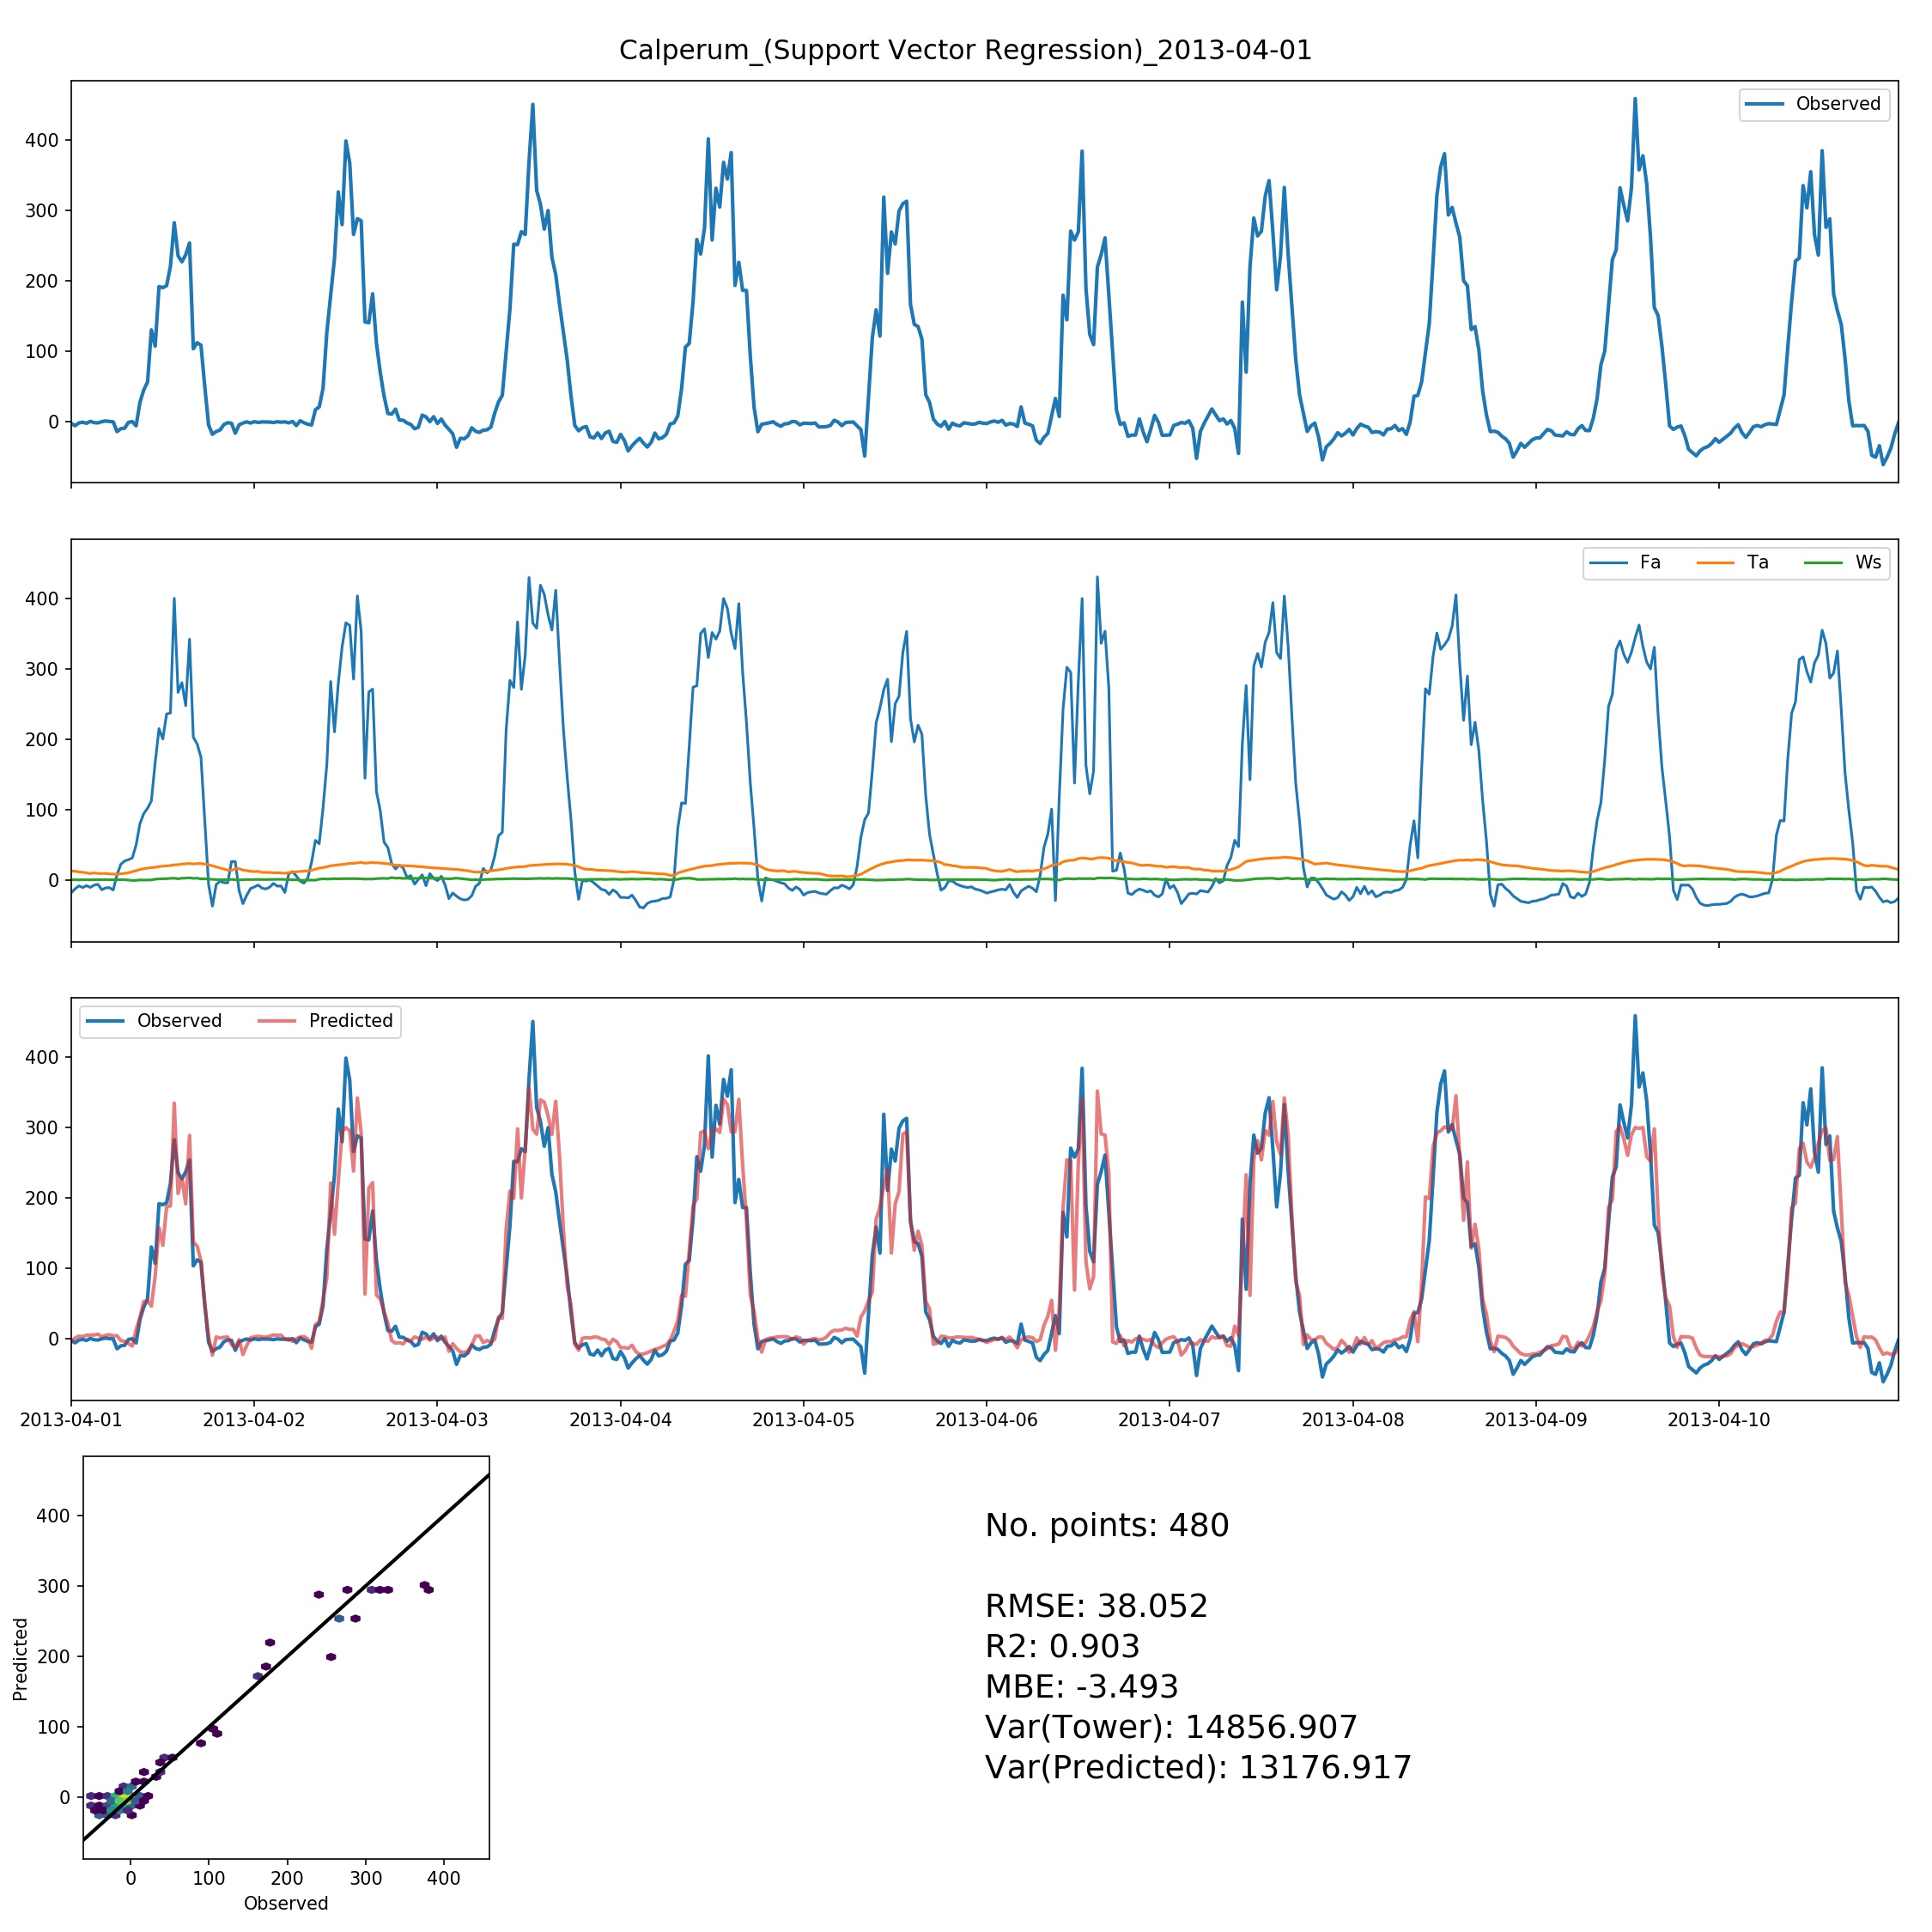 Calperum_(Support Vector Regression)_2013-04-01
Observed
400
300
200
100
0
Fa Ta Ws
400
300
200
100
0
Observed Predicted
400
300
200
100
0
2013-04-01 2013-04-02 2013-04-03 2013-04-04 2013-04-05 2013-04-06 2013-04-07 2013-04-08 2013-04-09 2013-04-10
Predicted
400
300
200
100
0
0 100 200 300 400
Observed
No. points: 480
RMSE: 38.052
R2: 0.903
MBE: -3.493
Var(Tower): 14856.907
Var(Predicted): 13176.917